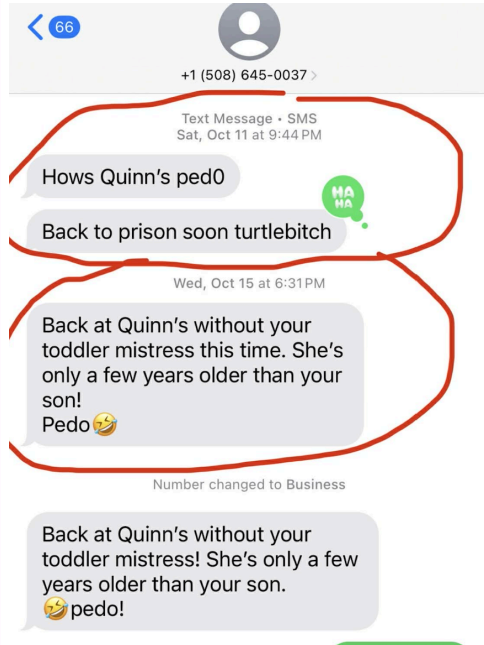 66
+1 (508) 645-0037
Text Message • SMS
Sat, Oct 11 at 9:44 PM
Hows Quinn's ped0
HA
HA
Back to prison soon turtlebitch
Wed, Oct 15 at 6:31 PM
Back at Quinn's without your
toddler mistress this time. She's
only a few years older than your
son!
Pedo🤣
Number changed to Business
Back at Quinn's without your
toddler mistress! She's only a few
years older than your son.
🤣pedo!